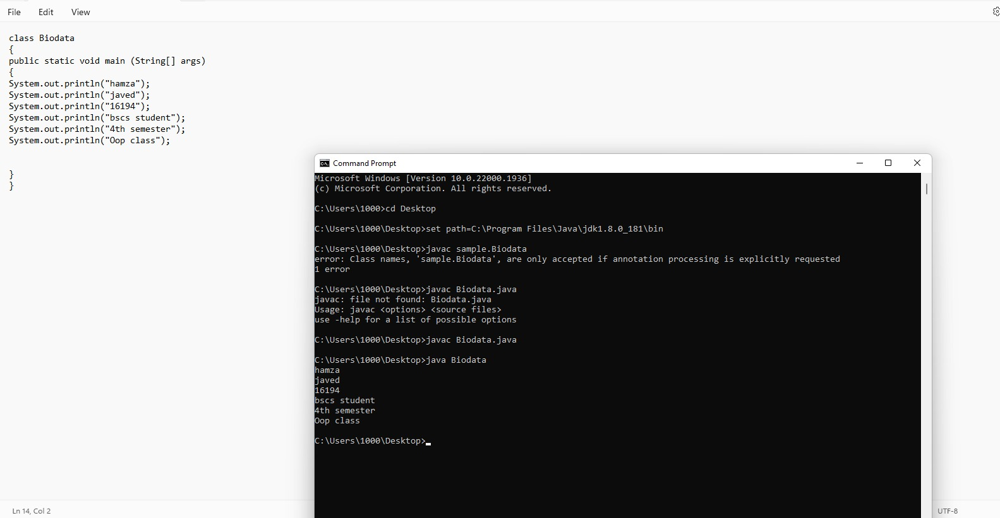 File Edit View
class Biodata
{
public static void main (String[] args)
{
System.out.println("hamza");
System.out.println("javed");
System.out.println("16194");
System.out.println("bscs student");
System.out.println("4th semester");
System.out.println("Oop class");
}
}
Command Prompt
Microsoft Windows [Version 10.0.22000.1936]
(c) Microsoft Corporation. All rights reserved.
C:\Users\1000>cd Desktop
C:\Users\1000\Desktop>set path=C:\Program Files\Java\jdk1.8.0_181\bin
C:\Users\1000\Desktop>javac sample.Biodata
error: Class names, 'sample.Biodata', are only accepted if annotation processing is explicitly requested
1 error
C:\Users\1000\Desktop>javac Biodata.java
javac: file not found: Biodata.java
Usage: javac <options> <source files>
use -help for a list of possible options
C:\Users\1000\Desktop>javac Biodata.java
C:\Users\1000\Desktop>java Biodata
hamza
javed
16194
bscs student
4th semester
Oop class
C:\Users\1000\Desktop>
Ln 14, Col 2
UTF-8